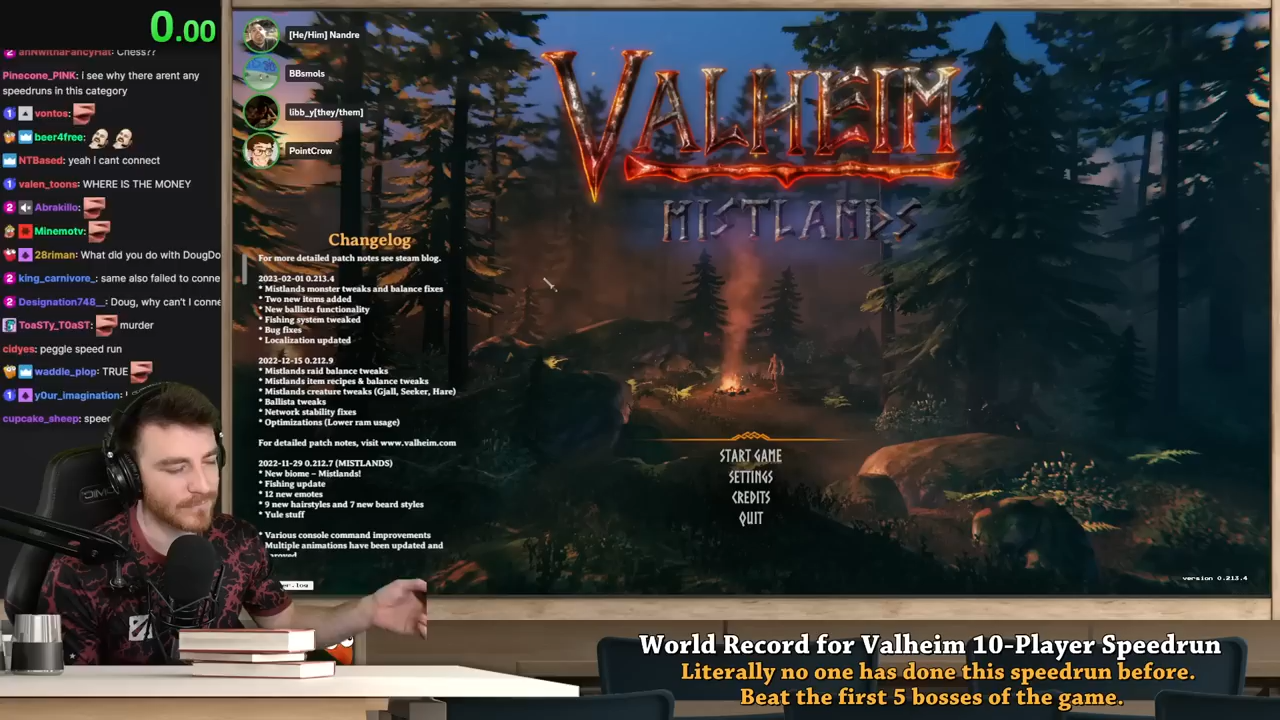 0.00
annwithaFancyHat: Chess??
Pinecone_PINK: i see why there arent any
speedruns in this category
1 vontos:
beer4free:
NTBased: yeah I cant connect
1 valen_toons: WHERE IS THE MONEY
2 Abrakillo:
Minemotv:
28riman: What did you do with DougDo
2 king_carnivore_: same also failed to conne
2 Designation748__: Doug, why can't I conne
ToaSTy_T0aST: murder
cidyes: peggle speed run
waddle_plop: TRUE
1 y0ur_imagination:
cupcake_sheep: speed
[He/Him] Nandre
BBsmols
libb_y[they/them]
PointCrow
VALHEIM
MISTLANDS
Changelog
For more detailed patch notes see steam blog.
2023-02-01 0.213.4
* Mistlands monster tweaks and balance fixes
* Two new items added
* New ballista functionality
* Fishing system tweaked
* Bug fixes
* Localization updated
2022-12-15 0.212.9
* Mistlands raid balance tweaks
* Mistlands item recipes & balance tweaks
* Mistlands creature tweaks (Gjall, Seeker, Hare)
* Ballista tweaks
* Network stability fixes
* Optimizations (Lower ram usage)
For detailed patch notes, visit www.valheim.com
2022-11-29 0.212.7 (MISTLANDS)
* New biome – Mistlands!
* Fishing update
* 12 new emotes
* 9 new hairstyles and 7 new beard styles
* Yule stuff
* Various console command improvements
Multiple animations have been updated and
START GAME
SETTINGS
CREDITS
QUIT
version 0.213.4
World Record for Valheim 10-Player Speedrun
Literally no one has done this speedrun before.
Beat the first 5 bosses of the game.